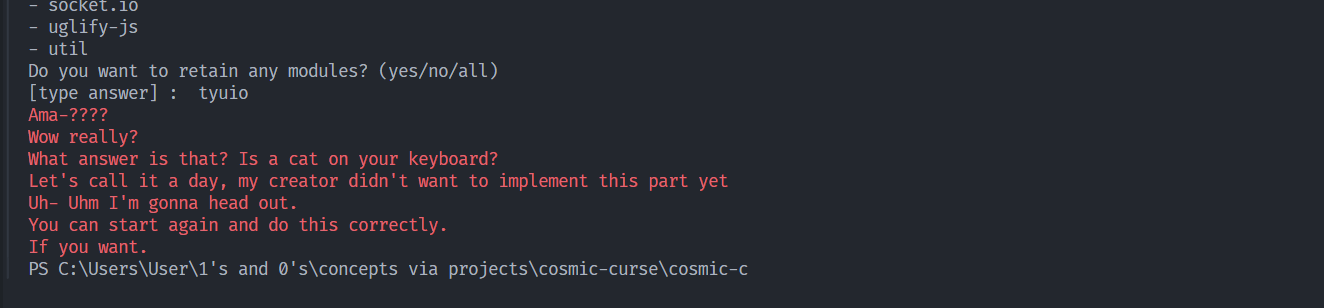 - socket.io
- uglify-js
- util
Do you want to retain any modules? (yes/no/all)
[type answer] :  tyuio
Ama-????
Wow really?
What answer is that? Is a cat on your keyboard?
Let's call it a day, my creator didn't want to implement this part yet
Uh- Uhm I'm gonna head out.
You can start again and do this correctly.
If you want.
PS C:\Users\User\1's and 0's\concepts via projects\cosmic-curse\cosmic-c